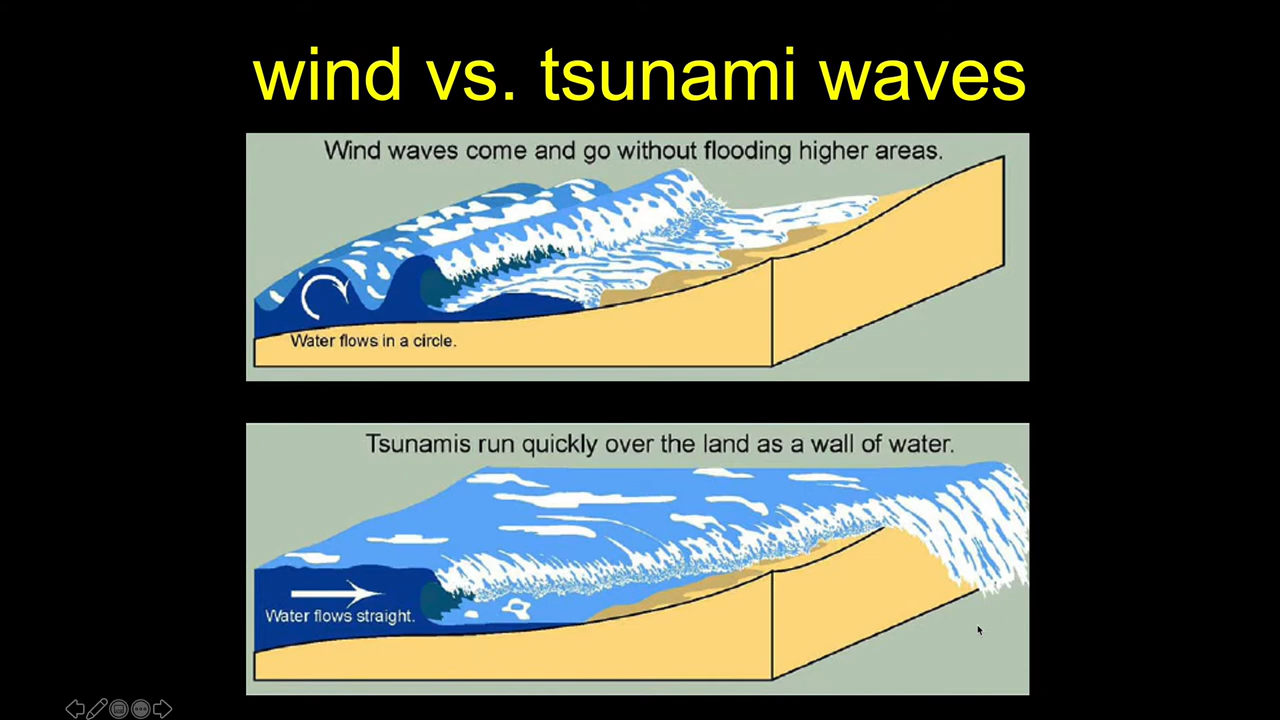 wind vs. tsunami waves
Wind waves come and go without flooding higher areas.
Water flows in a circle.
Tsunamis run quickly over the land as a wall of water.
Water flows straight.